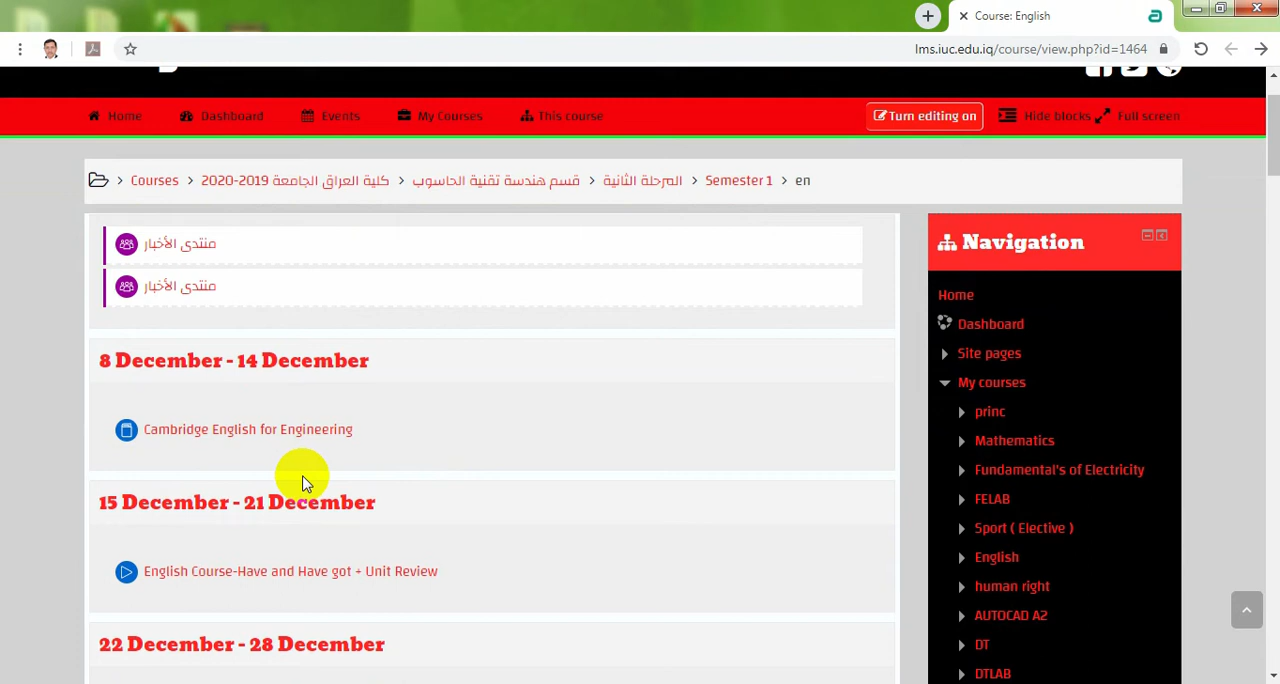 Course: English
lms.iuc.edu.iq/course/view.php?id=1464
Home
Dashboard
Events
My Courses
This course
Turn editing on
Hide blocks
Full screen
Courses > كلية العراق الجامعة 2019-2020 > قسم هندسة تقنية الحاسوب > المرحلة الثانية > Semester 1 > en
منتدى الأخبار
منتدى الأخبار
8 December - 14 December
Cambridge English for Engineering
15 December - 21 December
English Course-Have and Have got + Unit Review
22 December - 28 December
Navigation
Home
Dashboard
Site pages
My courses
princ
Mathematics
Fundamental's of Electricity
FELAB
Sport ( Elective )
English
human right
AUTOCAD A2
DT
DTLAB